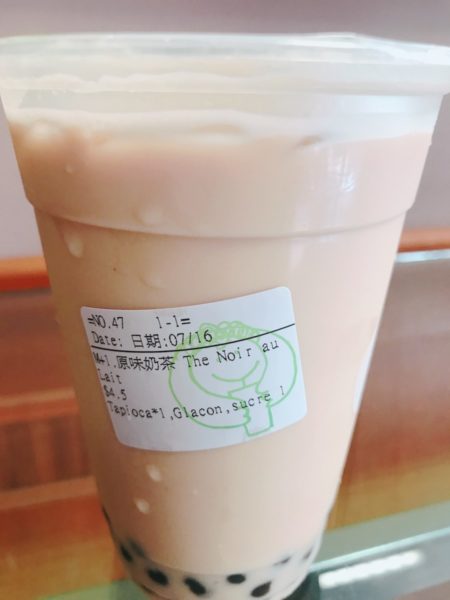 =NO.47 1-1=
Date: 日期:07/16
M+1.原味奶茶 The Noir au
Lait
$4.5
Tapioca*1,Glacon,sucre 1